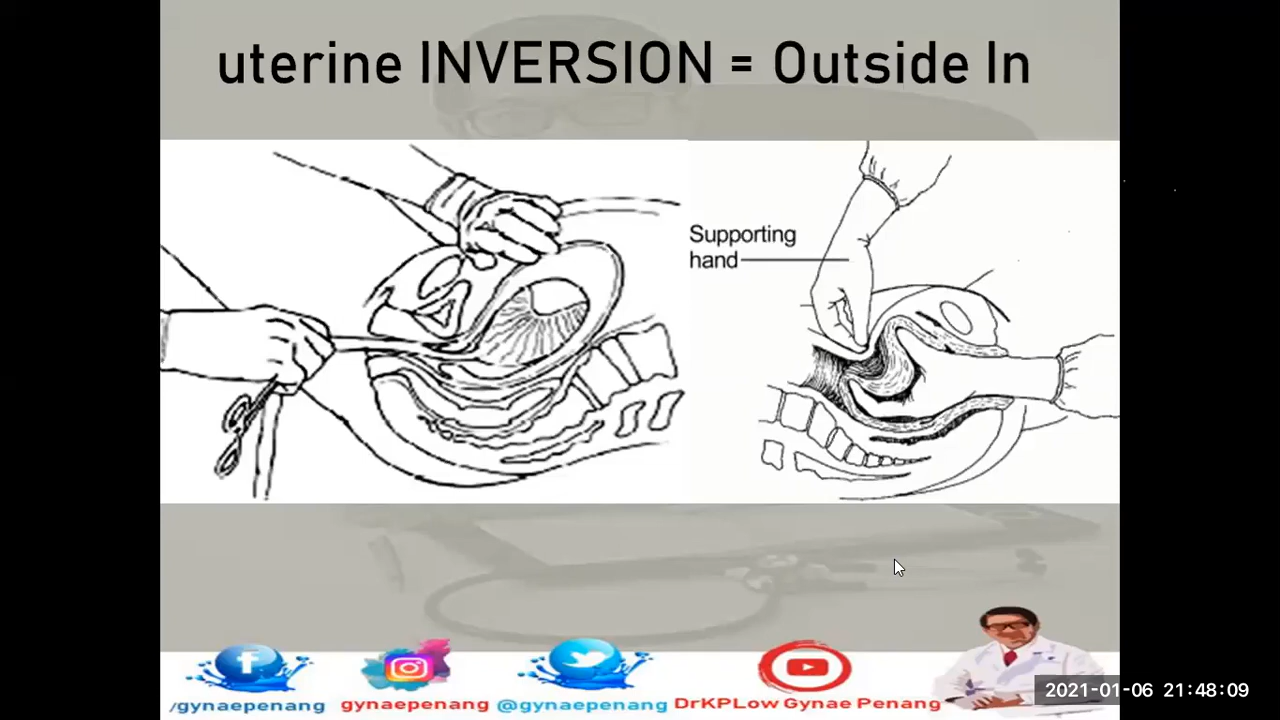 uterine INVERSION = Outside In
Supporting
hand
/gynaepenang
gynaepenang
@gynaepenang
DrKPLow Gynae Penang
2021-01-06 21:48:09